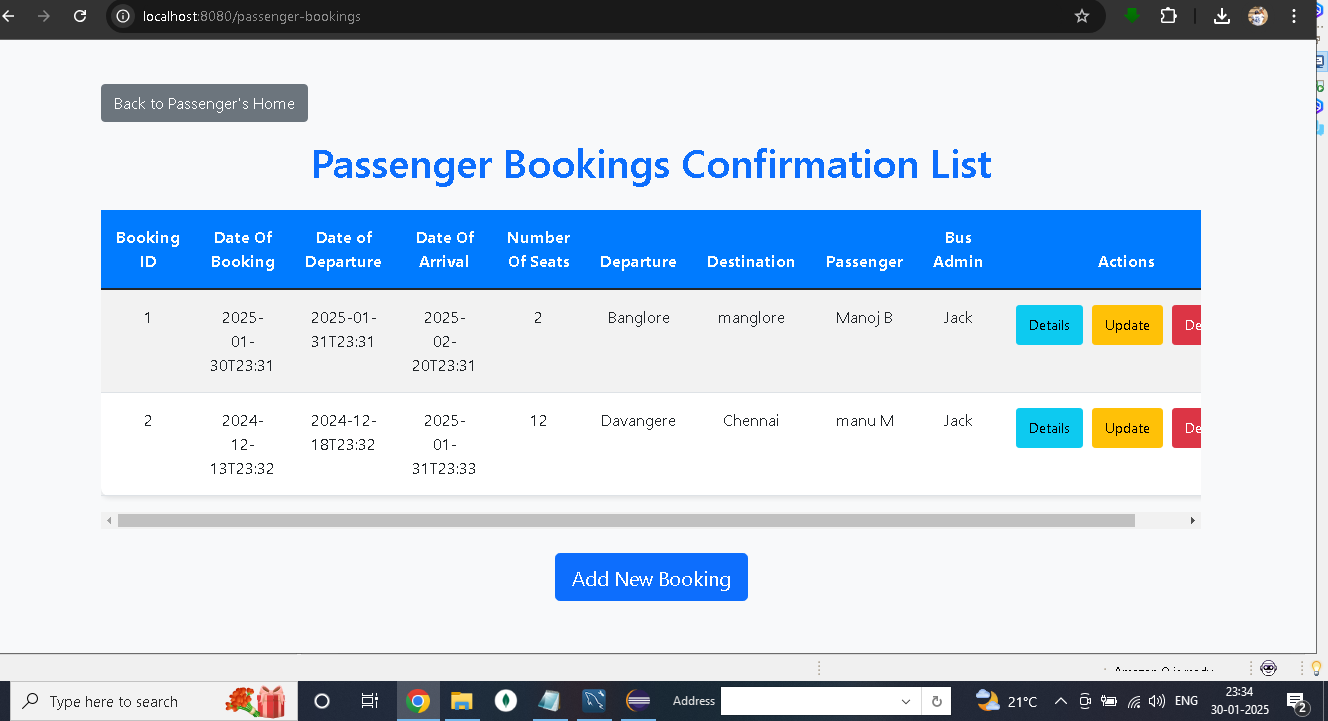 localhost:8080/passenger-bookings
Back to Passenger's Home
Passenger Bookings Confirmation List
Booking ID Date Of Booking Date of Departure Date Of Arrival Number Of Seats Departure Destination Passenger Bus Admin Actions
1 2025-01-30T23:31 2025-01-31T23:31 2025-02-20T23:31 2 Banglore manglore Manoj B Jack Details Update De
2 2024-12-13T23:32 2024-12-18T23:32 2025-01-31T23:33 12 Davangere Chennai manu M Jack Details Update De
Add New Booking
Type here to search
Address
21°C
ENG
23:34
30-01-2025
2